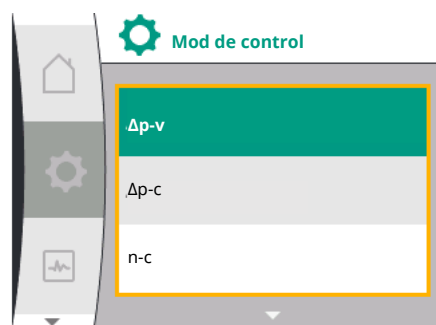 Mod de control
Δp-v
Δp-c
n-c